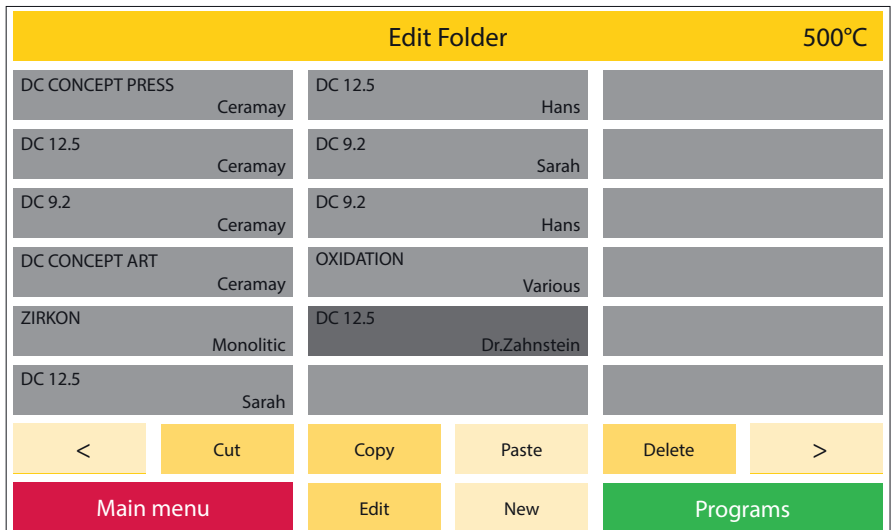 Edit Folder 500°C
DC CONCEPT PRESS
Ceramay
DC 12.5
Ceramay
DC 9.2
Ceramay
DC CONCEPT ART
Ceramay
ZIRKON
Monolitic
DC 12.5
Sarah
DC 12.5
Hans
DC 9.2
Sarah
DC 9.2
Hans
OXIDATION
Various
DC 12.5
Dr.Zahnstein
< Cut Copy Paste Delete >
Main menu Edit New Programs